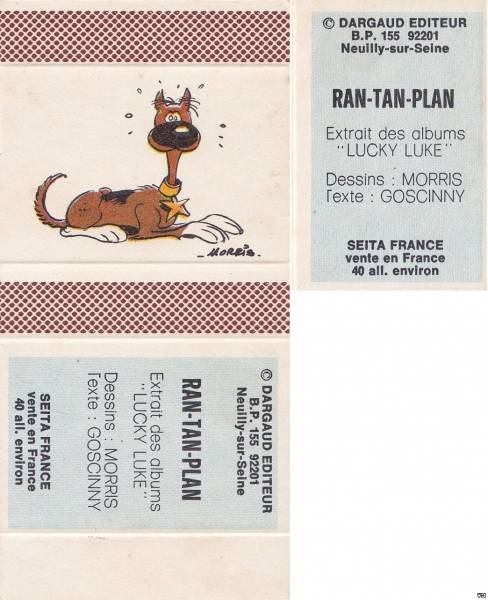 © DARGAUD EDITEUR
B.P. 155 92201
Neuilly-sur-Seine
RAN-TAN-PLAN
Extrait des albums
"LUCKY LUKE"
Dessins : MORRIS
Texte : GOSCINNY
SEITA FRANCE
vente en France
40 all. environ
-MORRIS-
© DARGAUD EDITEUR
B.P. 155 92201
Neuilly-sur-Seine
RAN-TAN-PLAN
Extrait des albums
"LUCKY LUKE"
Dessins : MORRIS
Texte : GOSCINNY
SEITA FRANCE
vente en France
40 all. environ